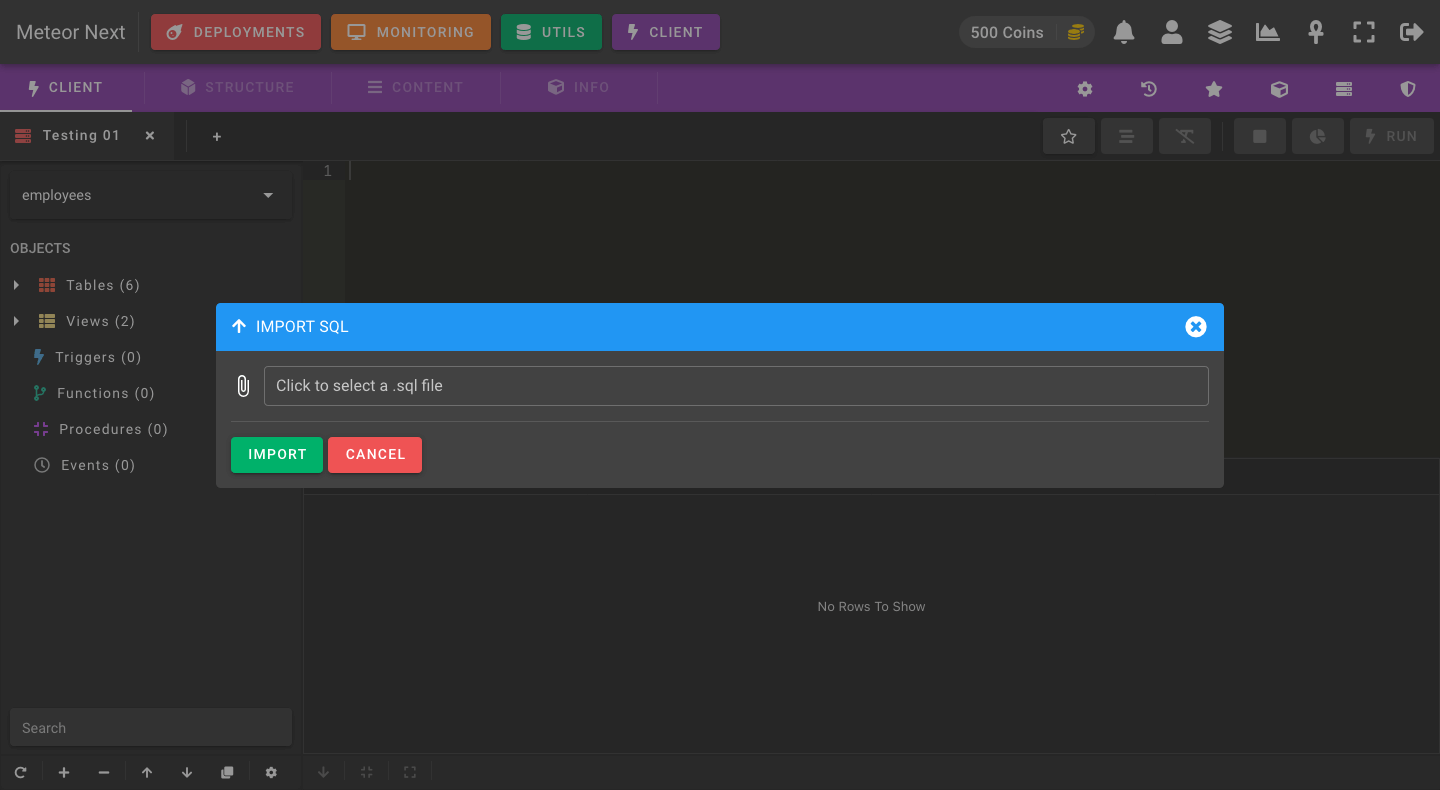 Meteor Next
DEPLOYMENTS
MONITORING
UTILS
CLIENT
500 Coins
CLIENT
STRUCTURE
CONTENT
INFO
Testing 01
RUN
employees
1
OBJECTS
Tables (6)
Views (2)
Triggers (0)
Functions (0)
Procedures (0)
Events (0)
IMPORT SQL
Click to select a .sql file
IMPORT
CANCEL
No Rows To Show
Search